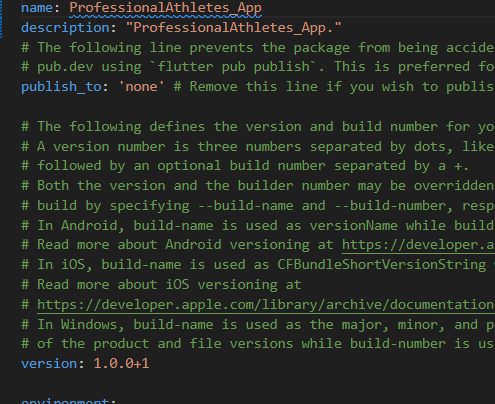 name: ProfessionalAthletes_App
description: "ProfessionalAthletes_App."
# The following line prevents the package from being accide
# pub.dev using `flutter pub publish`. This is preferred fo
publish_to: 'none' # Remove this line if you wish to publis
# The following defines the version and build number for yo
# A version number is three numbers separated by dots, like
# followed by an optional build number separated by a +.
# Both the version and the builder number may be overridden
# build by specifying --build-name and --build-number, resp
# In Android, build-name is used as versionName while build
# Read more about Android versioning at https://developer.a
# In iOS, build-name is used as CFBundleShortVersionString
# Read more about iOS versioning at
# https://developer.apple.com/library/archive/documentation
# In Windows, build-name is used as the major, minor, and p
# of the product and file versions while build-number is us
version: 1.0.0+1
environment: